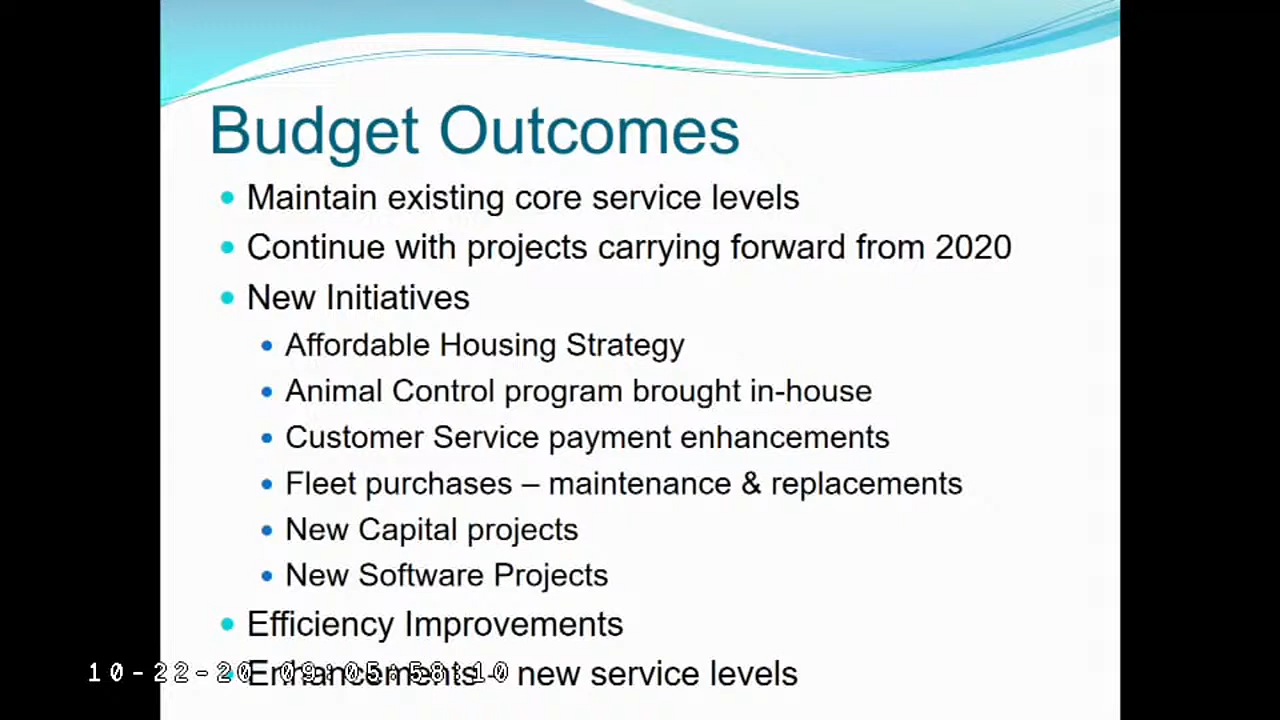 Budget Outcomes
Maintain existing core service levels
Continue with projects carrying forward from 2020
New Initiatives
Affordable Housing Strategy
Animal Control program brought in-house
Customer Service payment enhancements
Fleet purchases – maintenance & replacements
New Capital projects
New Software Projects
Efficiency Improvements
Enhancements – new service levels
10-22-20 09:05:58:10